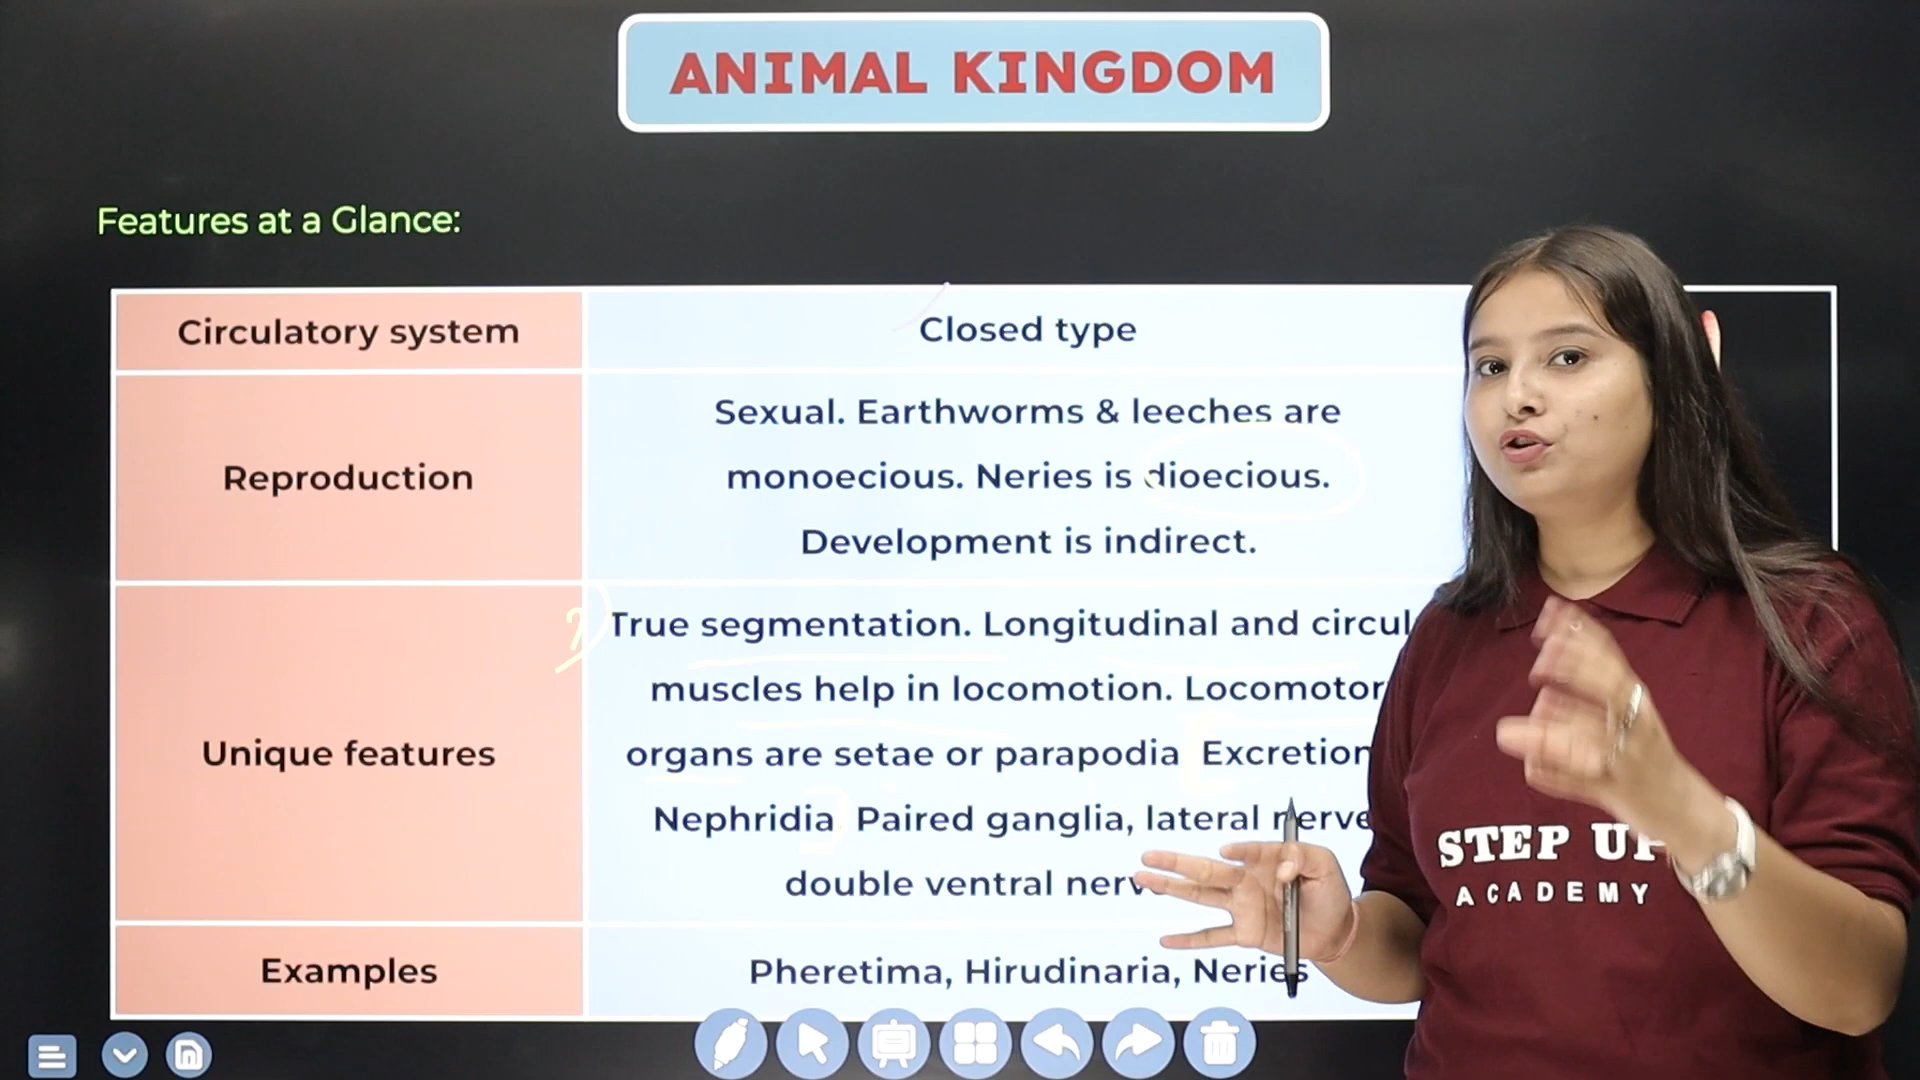 ANIMAL KINGDOM
Features at a Glance:
Circulatory system
Closed type
Reproduction
Sexual. Earthworms & leeches are
monoecious. Neries is dioecious.
Development is indirect.
Unique features
True segmentation. Longitudinal and circul
muscles help in locomotion. Locomotor
organs are setae or parapodia Excretion
Nephridia Paired ganglia, lateral nerve
double ventral nerv
Examples
Pheretima, Hirudinaria, Neries
STEP UP
ACADEMY